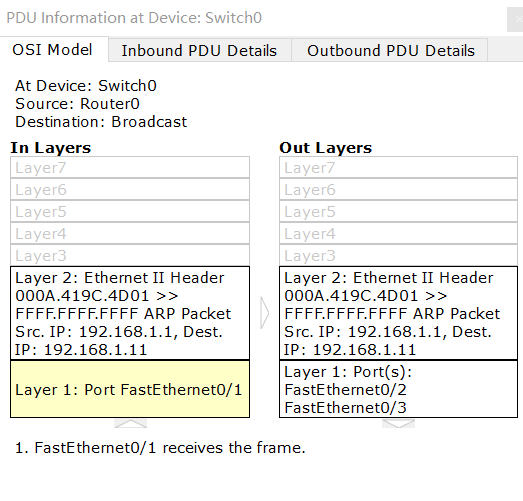 PDU Information at Device: Switch0
OSI Model Inbound PDU Details Outbound PDU Details
At Device: Switch0
Source: Router0
Destination: Broadcast
In Layers
Layer7
Layer6
Layer5
Layer4
Layer3
Layer 2: Ethernet II Header
000A.419C.4D01 >>
FFFF.FFFF.FFFF ARP Packet
Src. IP: 192.168.1.1, Dest.
IP: 192.168.1.11
Layer 1: Port FastEthernet0/1
Out Layers
Layer7
Layer6
Layer5
Layer4
Layer3
Layer 2: Ethernet II Header
000A.419C.4D01 >>
FFFF.FFFF.FFFF ARP Packet
Src. IP: 192.168.1.1, Dest.
IP: 192.168.1.11
Layer 1: Port(s):
FastEthernet0/2
FastEthernet0/3
1. FastEthernet0/1 receives the frame.